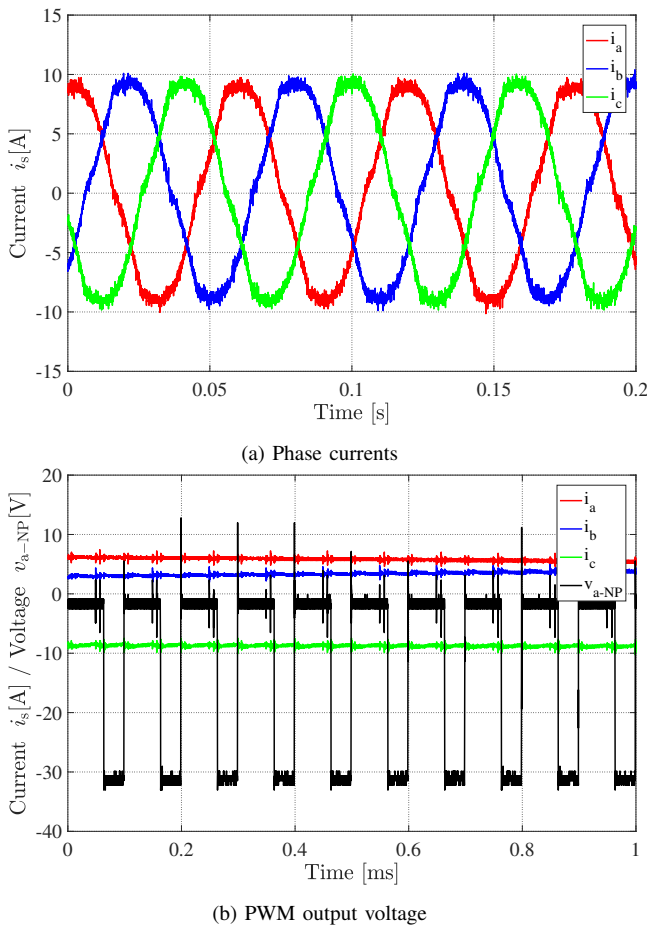 15
10
5
0
-5
-10
-15
Current i_s[A]
i_a
i_b
i_c
0 0.05 0.1 0.15 0.2
Time [s]
(a) Phase currents
20
10
0
-10
-20
-30
-40
Current i_s[A] / Voltage v_a−NP[V]
i_a
i_b
i_c
v_a-NP
0 0.2 0.4 0.6 0.8 1
Time [ms]
(b) PWM output voltage